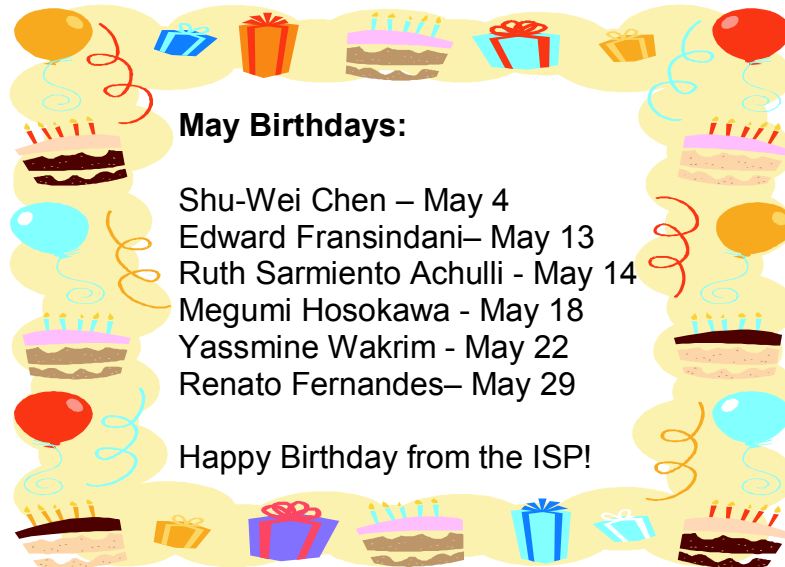 May Birthdays:
Shu-Wei Chen – May 4
Edward Fransindani– May 13
Ruth Sarmiento Achulli - May 14
Megumi Hosokawa - May 18
Yassmine Wakrim - May 22
Renato Fernandes– May 29
Happy Birthday from the ISP!